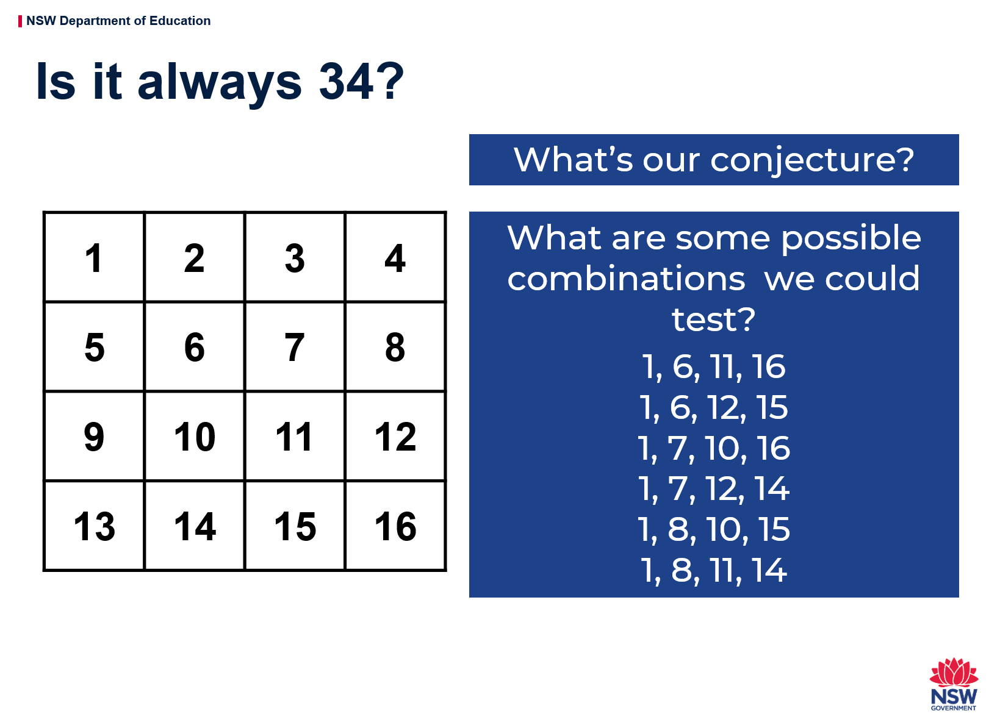 NSW Department of Education
Is it always 34?
What's our conjecture?
1 2 3 4
5 6 7 8
9 10 11 12
13 14 15 16
What are some possible
combinations  we could
test?
1, 6, 11, 16
1, 6, 12, 15
1, 7, 10, 16
1, 7, 12, 14
1, 8, 10, 15
1, 8, 11, 14
NSW
GOVERNMENT